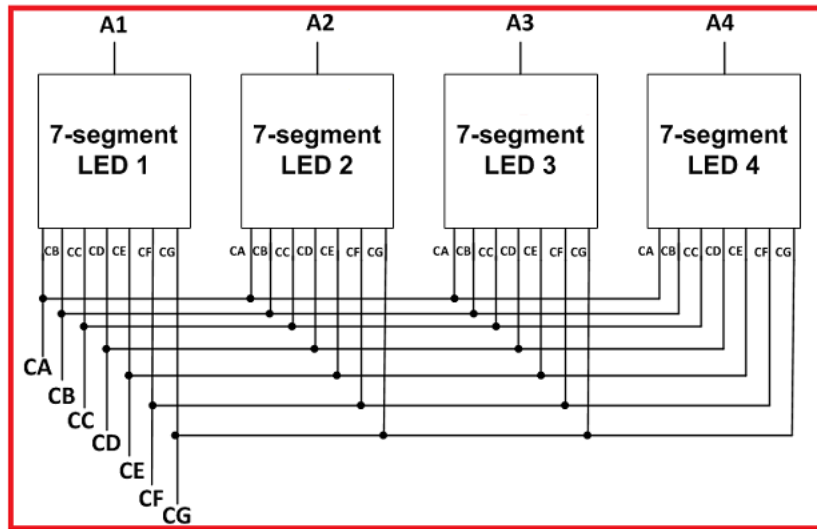 A1 A2 A3 A4
7-segment 7-segment 7-segment 7-segment
LED 1 LED 2 LED 3 LED 4
CB CC CD CE CF CG CA CB CC CD CE CF CG CA CB CC CD CE CF CG CA CB CC CD CE CF CG
CA
CB
CC
CD
CE
CF
CG